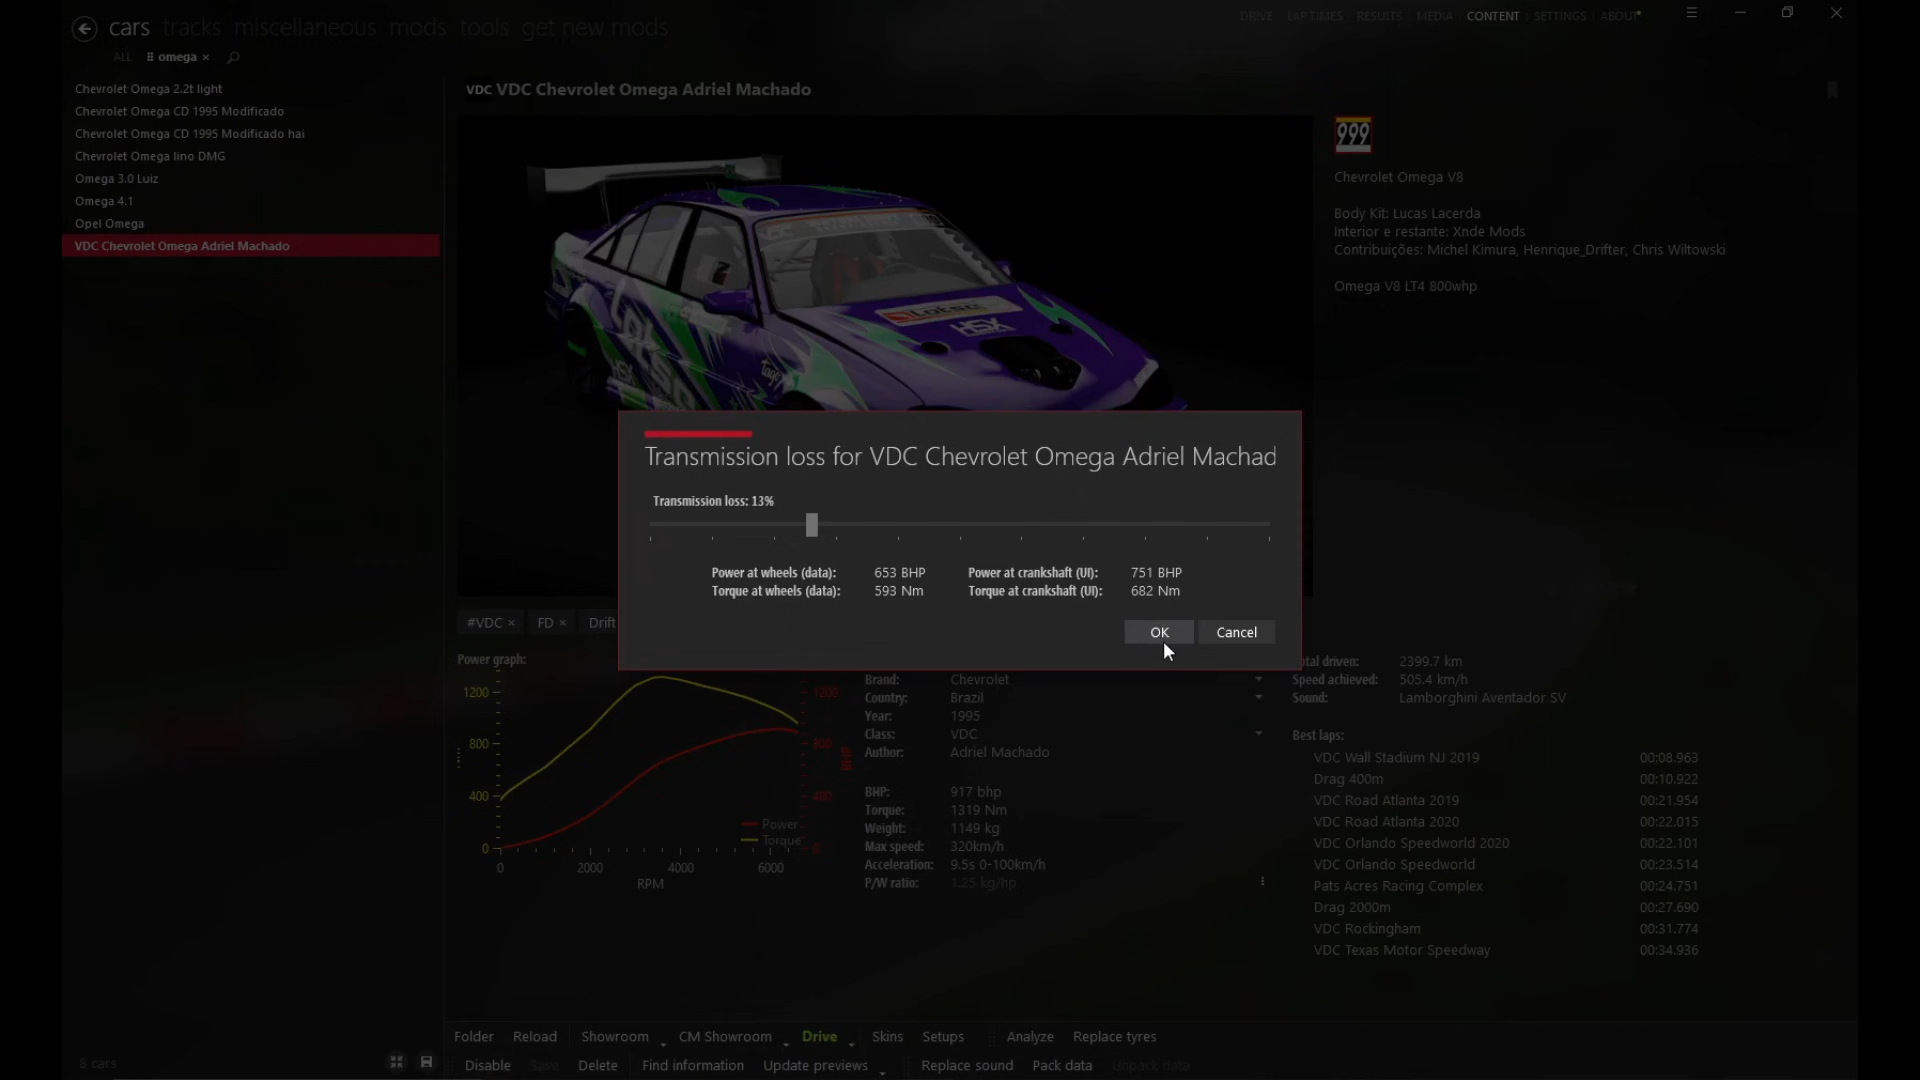 cars tracks miscellaneous mods tools get new mods
DRIVE LAP TIMES RESULTS MEDIA CONTENT SETTINGS ABOUT
ALL omega ×
Chevrolet Omega 2.2t light
Chevrolet Omega CD 1995 Modificado
Chevrolet Omega CD 1995 Modificado hai
Chevrolet Omega lino DMG
Omega 3.0 Luiz
Omega 4.1
Opel Omega
VDC Chevrolet Omega Adriel Machado
8 cars
VDC VDC Chevrolet Omega Adriel Machado
HSX
HSX
999
Chevrolet Omega V8
Body Kit: Lucas Lacerda
Interior e restante: Xnde Mods
Contribuições: Michel Kimura, Henrique_Drifter, Chris Wiltowski
Omega V8 LT4 800whp
Transmission loss for VDC Chevrolet Omega Adriel Machad
Transmission loss: 13%
Power at wheels (data): 653 BHP
Power at crankshaft (UI): 751 BHP
Torque at wheels (data): 593 Nm
Torque at crankshaft (UI): 682 Nm
OK Cancel
#VDC × FD × Drift
Power graph:
1200
800
400
0
1200
800
400
0
Power
Torque
0 2000 4000 6000
RPM
Brand: Chevrolet
Country: Brazil
Year: 1995
Class: VDC
Author: Adriel Machado
BHP: 917 bhp
Torque: 1319 Nm
Weight: 1149 kg
Max speed: 320km/h
Acceleration: 9.5s 0-100km/h
P/W ratio: 1.25 kg/hp
otal driven: 2399.7 km
Speed achieved: 505.4 km/h
Sound: Lamborghini Aventador SV
Best laps:
VDC Wall Stadium NJ 2019 00:08.963
Drag 400m 00:10.922
VDC Road Atlanta 2019 00:21.954
VDC Road Atlanta 2020 00:22.015
VDC Orlando Speedworld 2020 00:22.101
VDC Orlando Speedworld 00:23.514
Pats Acres Racing Complex 00:24.751
Drag 2000m 00:27.690
VDC Rockingham 00:31.774
VDC Texas Motor Speedway 00:34.936
Folder Reload Showroom CM Showroom Drive Skins Setups Analyze Replace tyres
Disable Save Delete Find information Update previews Replace sound Pack data Unpack data